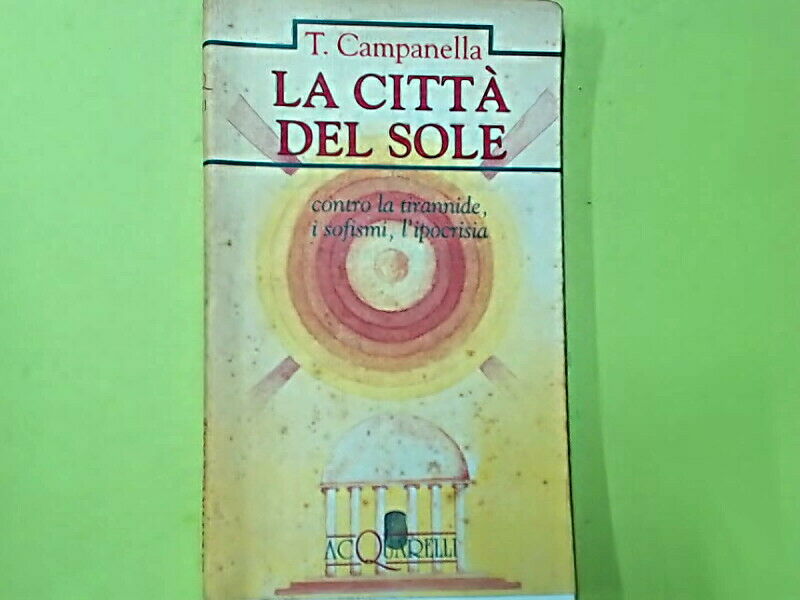 T. Campanella
LA CITTÀ
DEL SOLE
contro la tirannide,
i sofismi, l'ipocrisia
ACQUARELLI